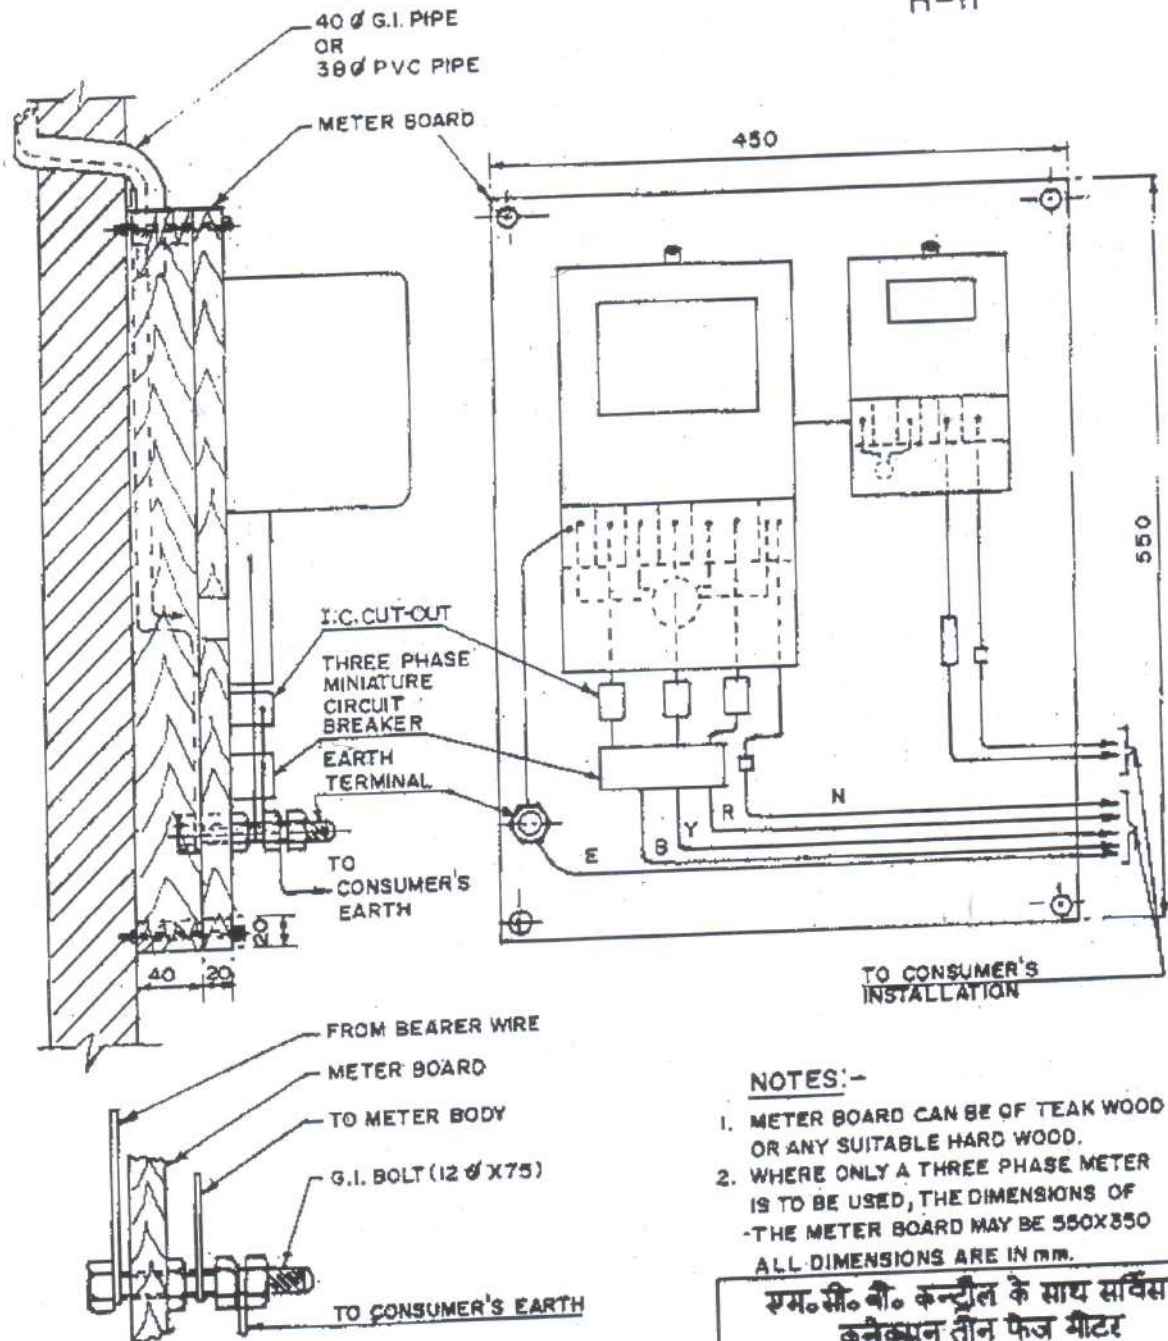 40 Ø G.I. PIPE
OR
38Ø PVC PIPE
METER BOARD
450
550
I.C. CUT-OUT
THREE PHASE
MINIATURE
CIRCUIT
BREAKER
EARTH
TERMINAL
TO
CONSUMER'S
EARTH
N
R
Y
B
E
20
40
20
TO CONSUMER'S
INSTALLATION
FROM BEARER WIRE
METER BOARD
TO METER BODY
G.I. BOLT (12 Ø X75)
TO CONSUMER'S EARTH
NOTES:-
1. METER BOARD CAN BE OF TEAK WOOD
OR ANY SUITABLE HARD WOOD.
2. WHERE ONLY A THREE PHASE METER
IS TO BE USED, THE DIMENSIONS OF
-THE METER BOARD MAY BE 550X350
ALL DIMENSIONS ARE IN mm.
एम॰ सी॰ बी॰ कन्ट्रोल के साथ सर्विस
कनेक्शन तीन फेज मीटर